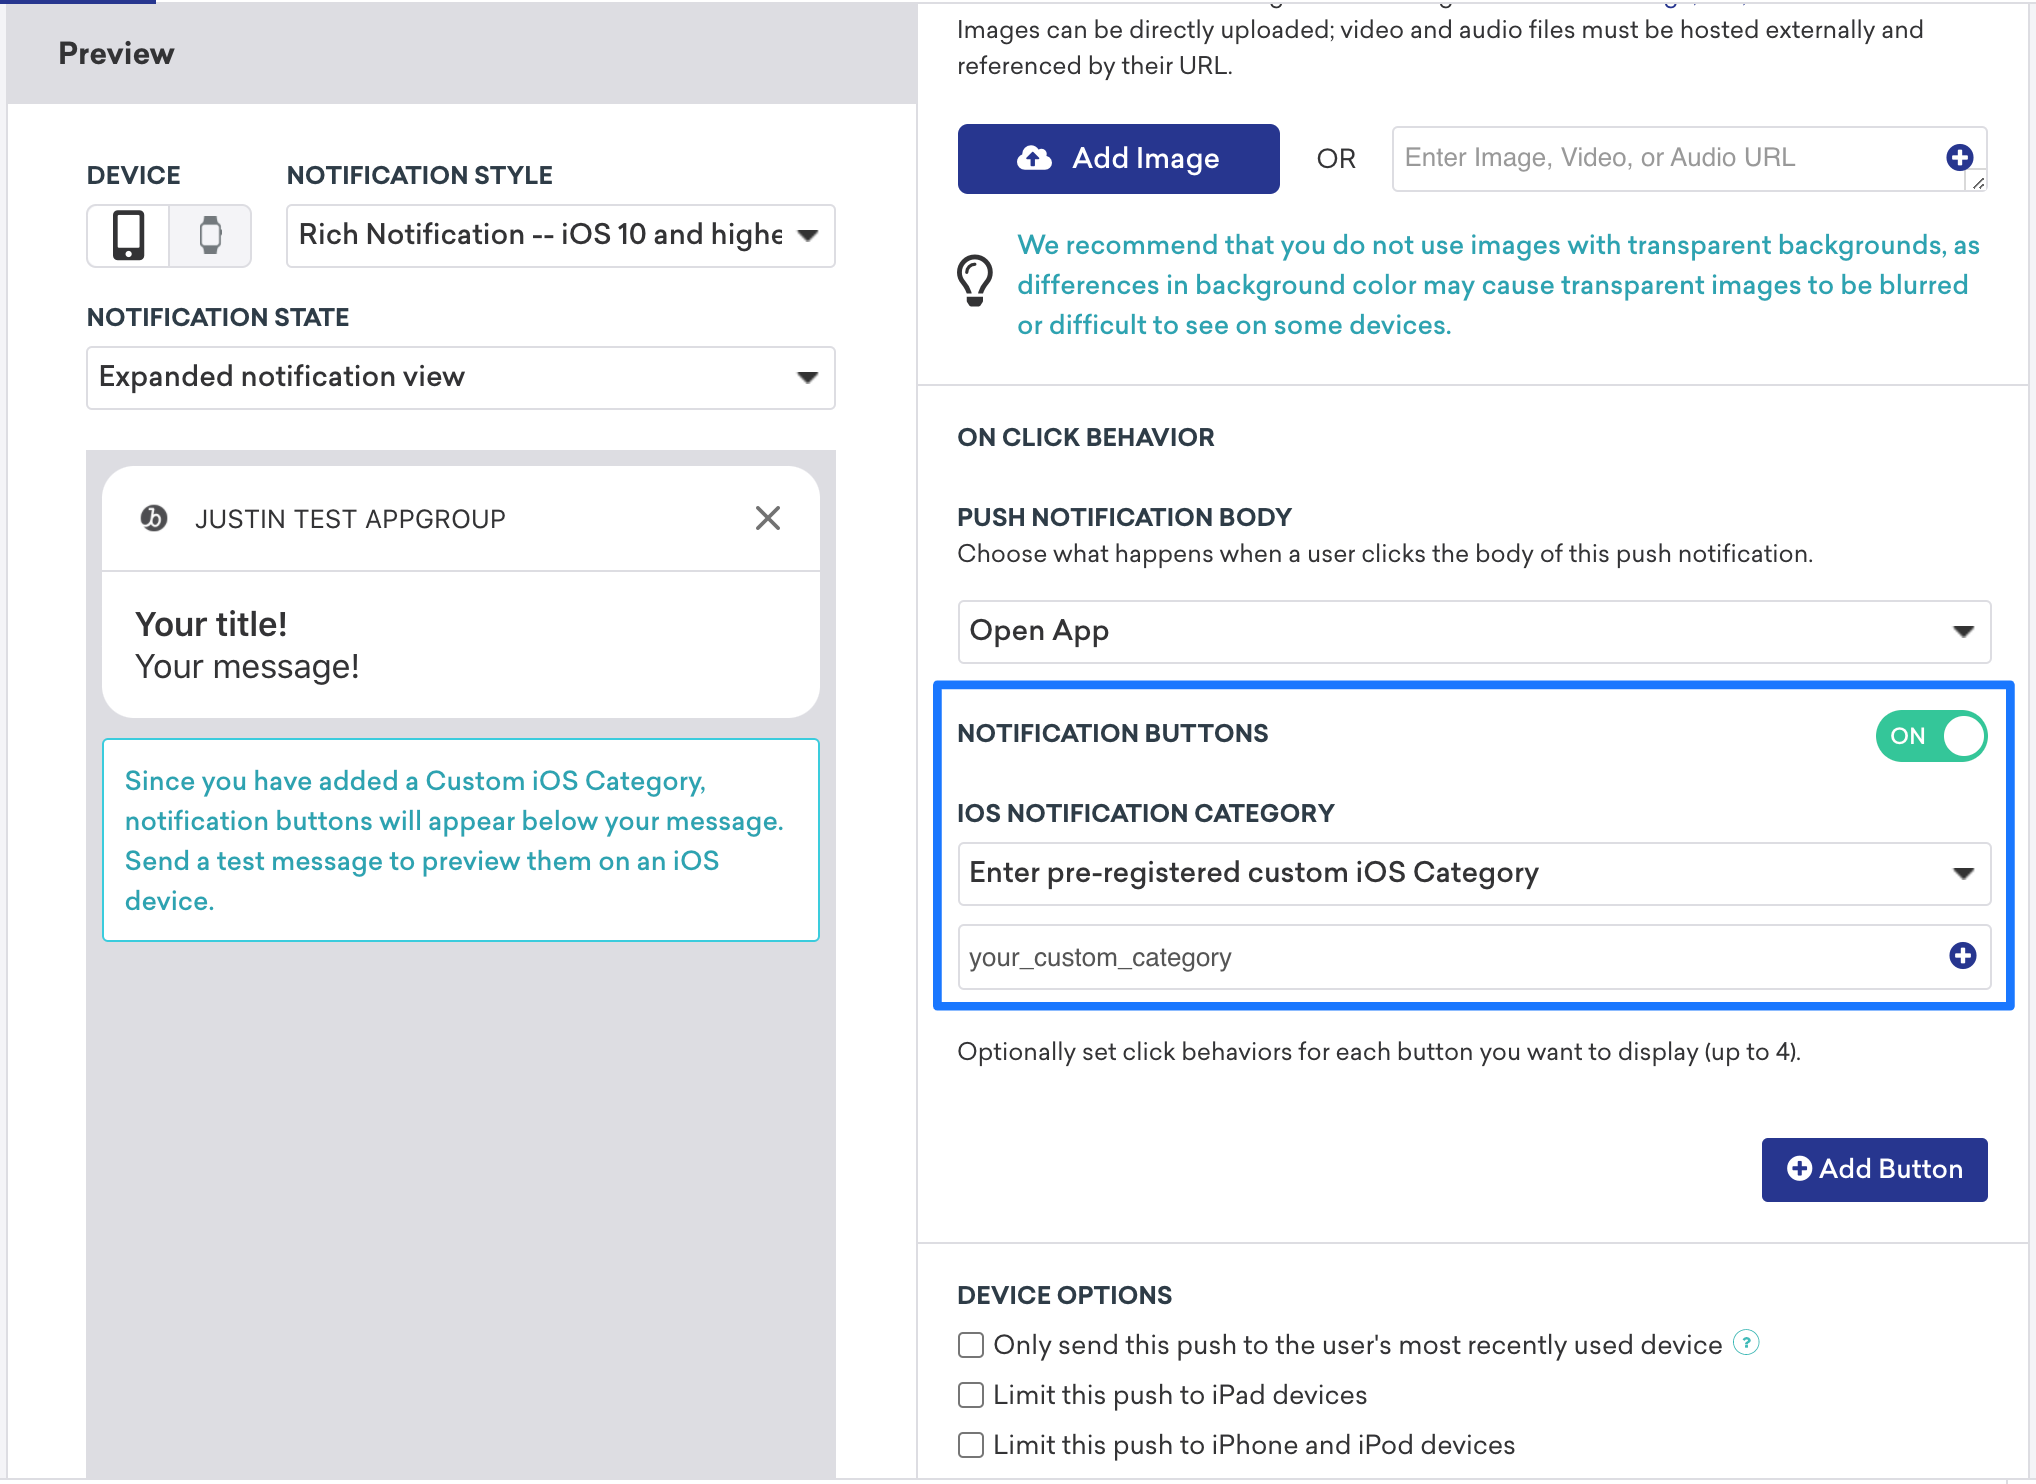 Preview
DEVICE
NOTIFICATION STYLE
Rich Notification -- iOS 10 and highe
NOTIFICATION STATE
Expanded notification view
JUSTIN TEST APPGROUP
Your title!
Your message!
Since you have added a Custom iOS Category,
notification buttons will appear below your message.
Send a test message to preview them on an iOS
device.
Images can be directly uploaded; video and audio files must be hosted externally and
referenced by their URL.
Add Image
OR
Enter Image, Video, or Audio URL
We recommend that you do not use images with transparent backgrounds, as
differences in background color may cause transparent images to be blurred
or difficult to see on some devices.
ON CLICK BEHAVIOR
PUSH NOTIFICATION BODY
Choose what happens when a user clicks the body of this push notification.
Open App
NOTIFICATION BUTTONS
ON
IOS NOTIFICATION CATEGORY
Enter pre-registered custom iOS Category
your_custom_category
Optionally set click behaviors for each button you want to display (up to 4).
Add Button
DEVICE OPTIONS
Only send this push to the user's most recently used device ?
Limit this push to iPad devices
Limit this push to iPhone and iPod devices